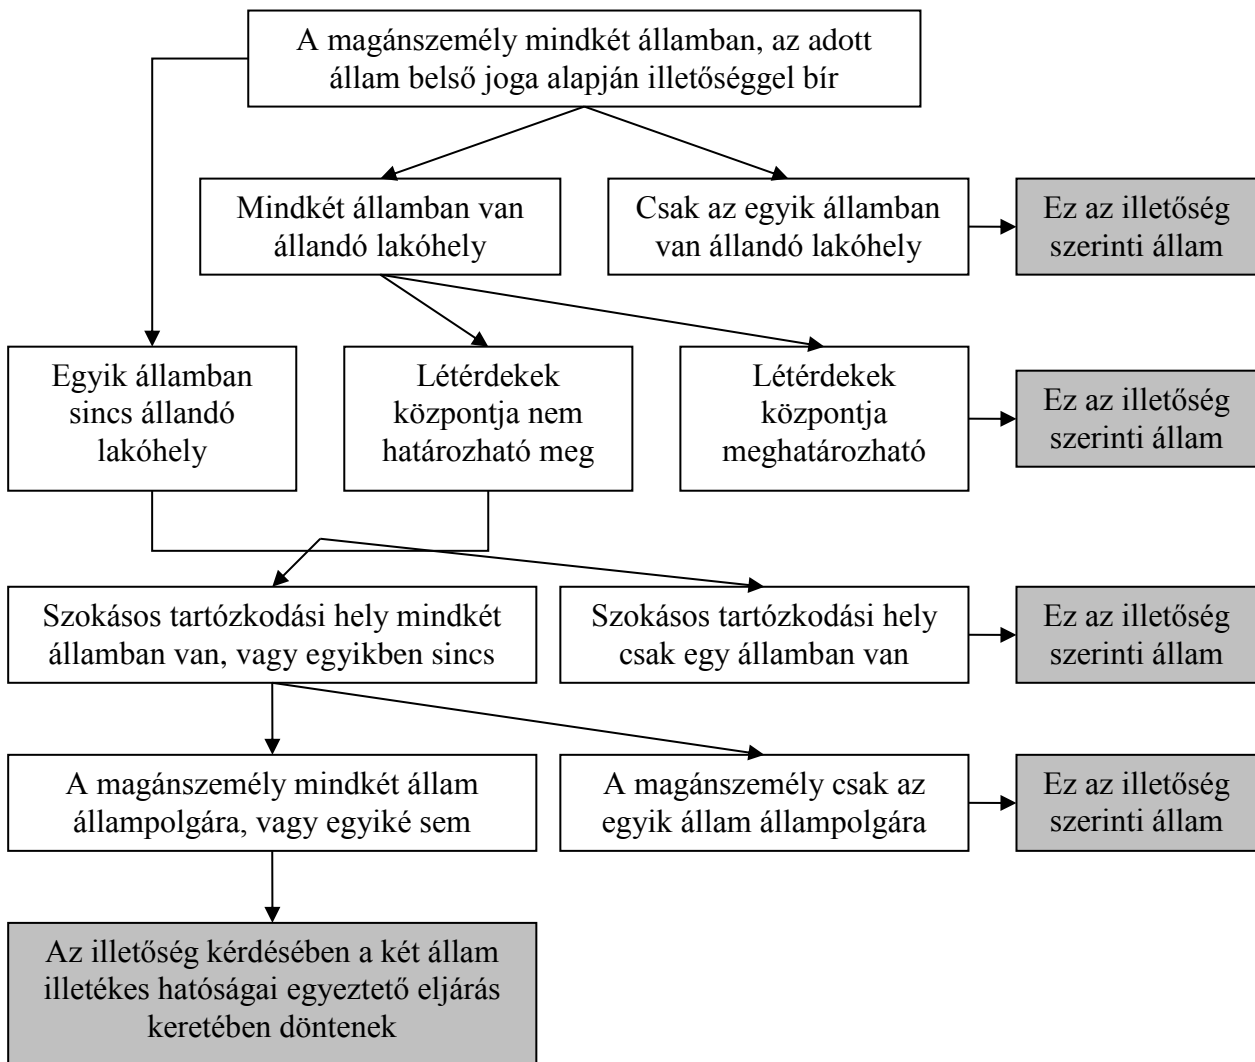 A magánszemély mindkét államban, az adott
állam belső joga alapján illetőséggel bír
Mindkét államban van
állandó lakóhely
Csak az egyik államban
van állandó lakóhely
Ez az illetőség
szerinti állam
Egyik államban
sincs állandó
lakóhely
Létérdekek
központja nem
határozható meg
Létérdekek
központja
meghatározható
Ez az illetőség
szerinti állam
Szokásos tartózkodási hely mindkét
államban van, vagy egyikben sincs
Szokásos tartózkodási hely
csak egy államban van
Ez az illetőség
szerinti állam
A magánszemély mindkét állam
állampolgára, vagy egyiké sem
A magánszemély csak az
egyik állam állampolgára
Ez az illetőség
szerinti állam
Az illetőség kérdésében a két állam
illetékes hatóságai egyeztető eljárás
keretében döntenek